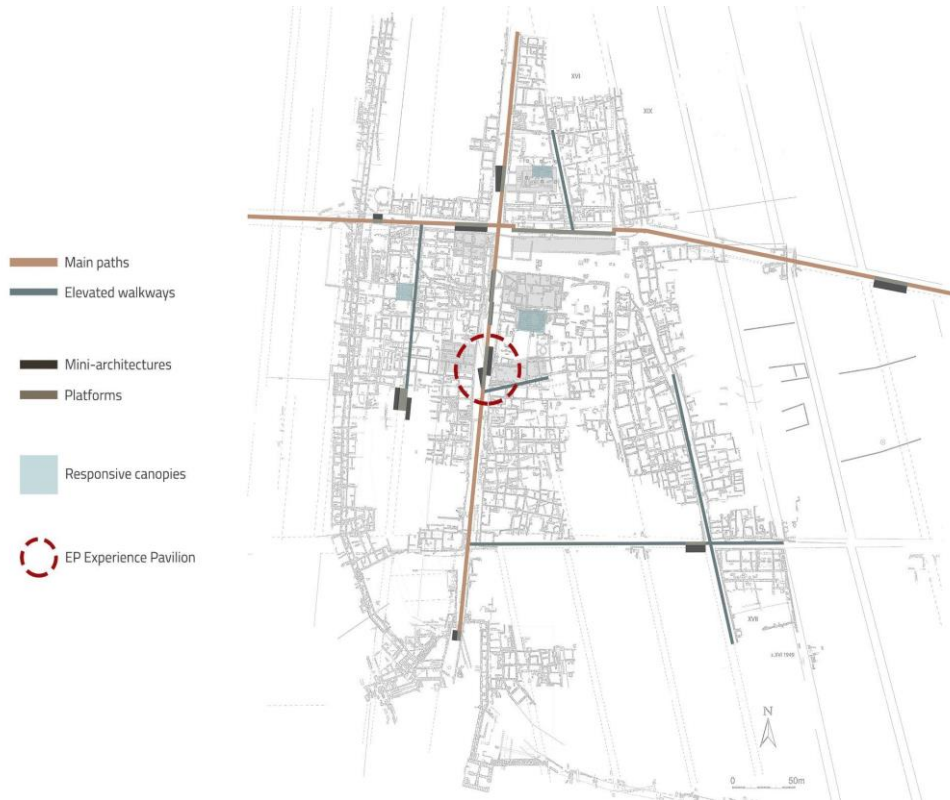 Main paths
Elevated walkways
Mini-architectures
Platforms
Responsive canopies
EP Experience Pavilion
XVI
XIX
XVII
N
0 50m